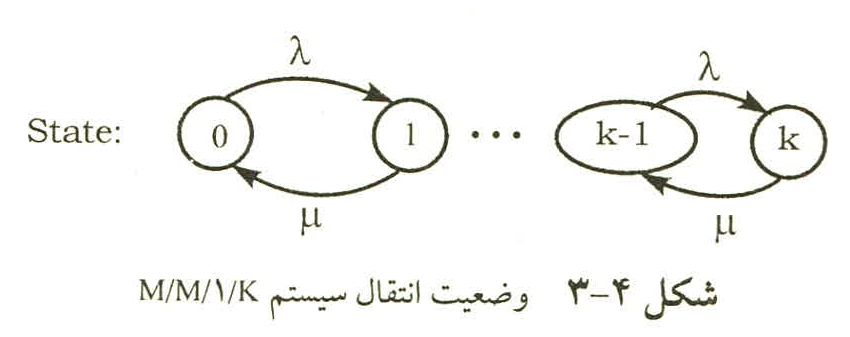 λ λ
State: 0 1 ... k-1 k
μ μ
شکل ۴-۳ وضعیت انتقال سیستم M/M/۱/K